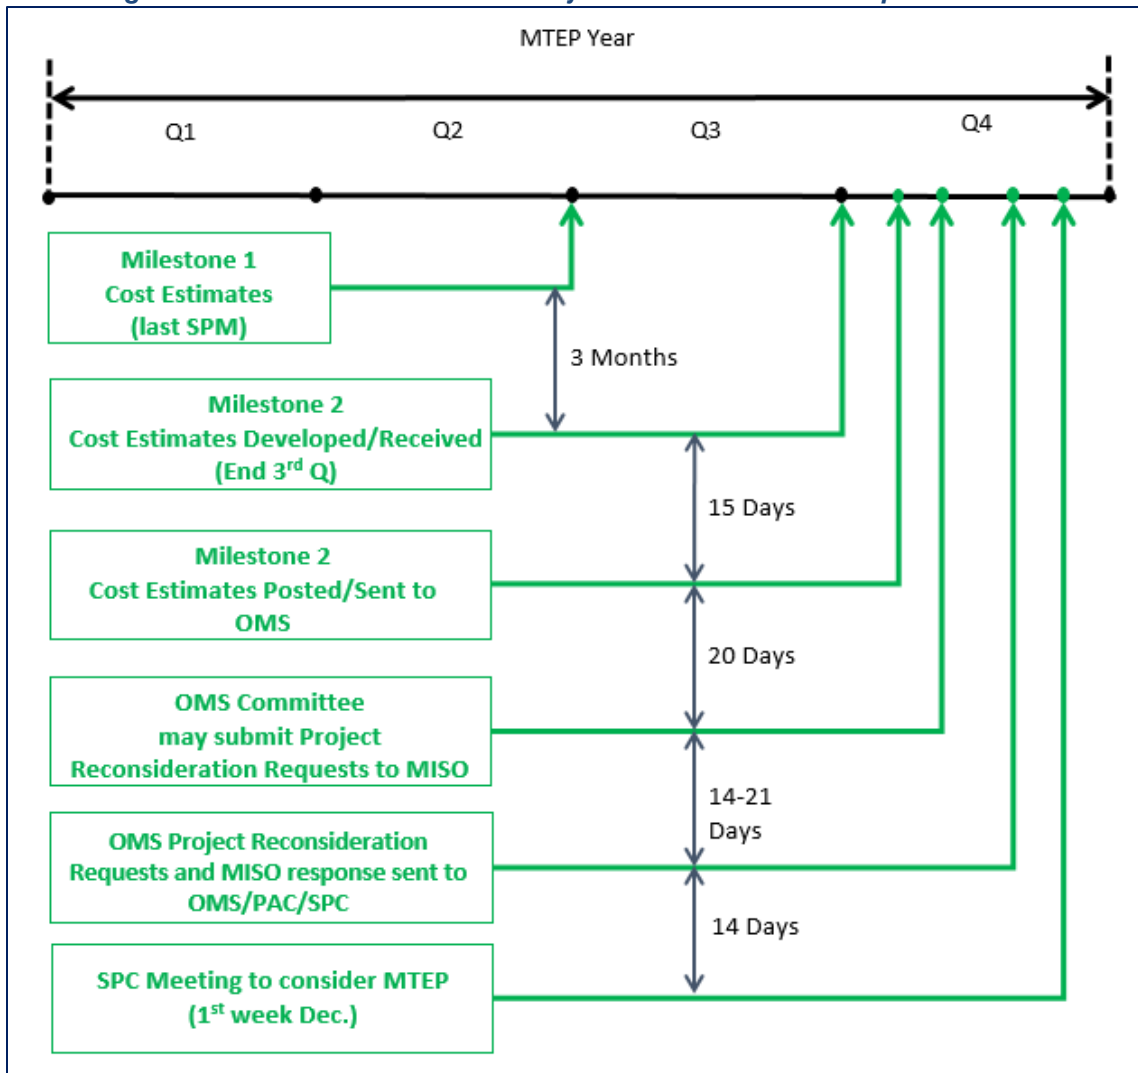 MTEP Year
Q1
Q2
Q3
Q4
Milestone 1
Cost Estimates
(last SPM)
3 Months
Milestone 2
Cost Estimates Developed/Received
(End 3rd Q)
15 Days
Milestone 2
Cost Estimates Posted/Sent to
OMS
20 Days
OMS Committee
may submit Project
Reconsideration Requests to MISO
14-21
Days
OMS Project Reconsideration
Requests and MISO response sent to
OMS/PAC/SPC
14 Days
SPC Meeting to consider MTEP
(1st week Dec.)